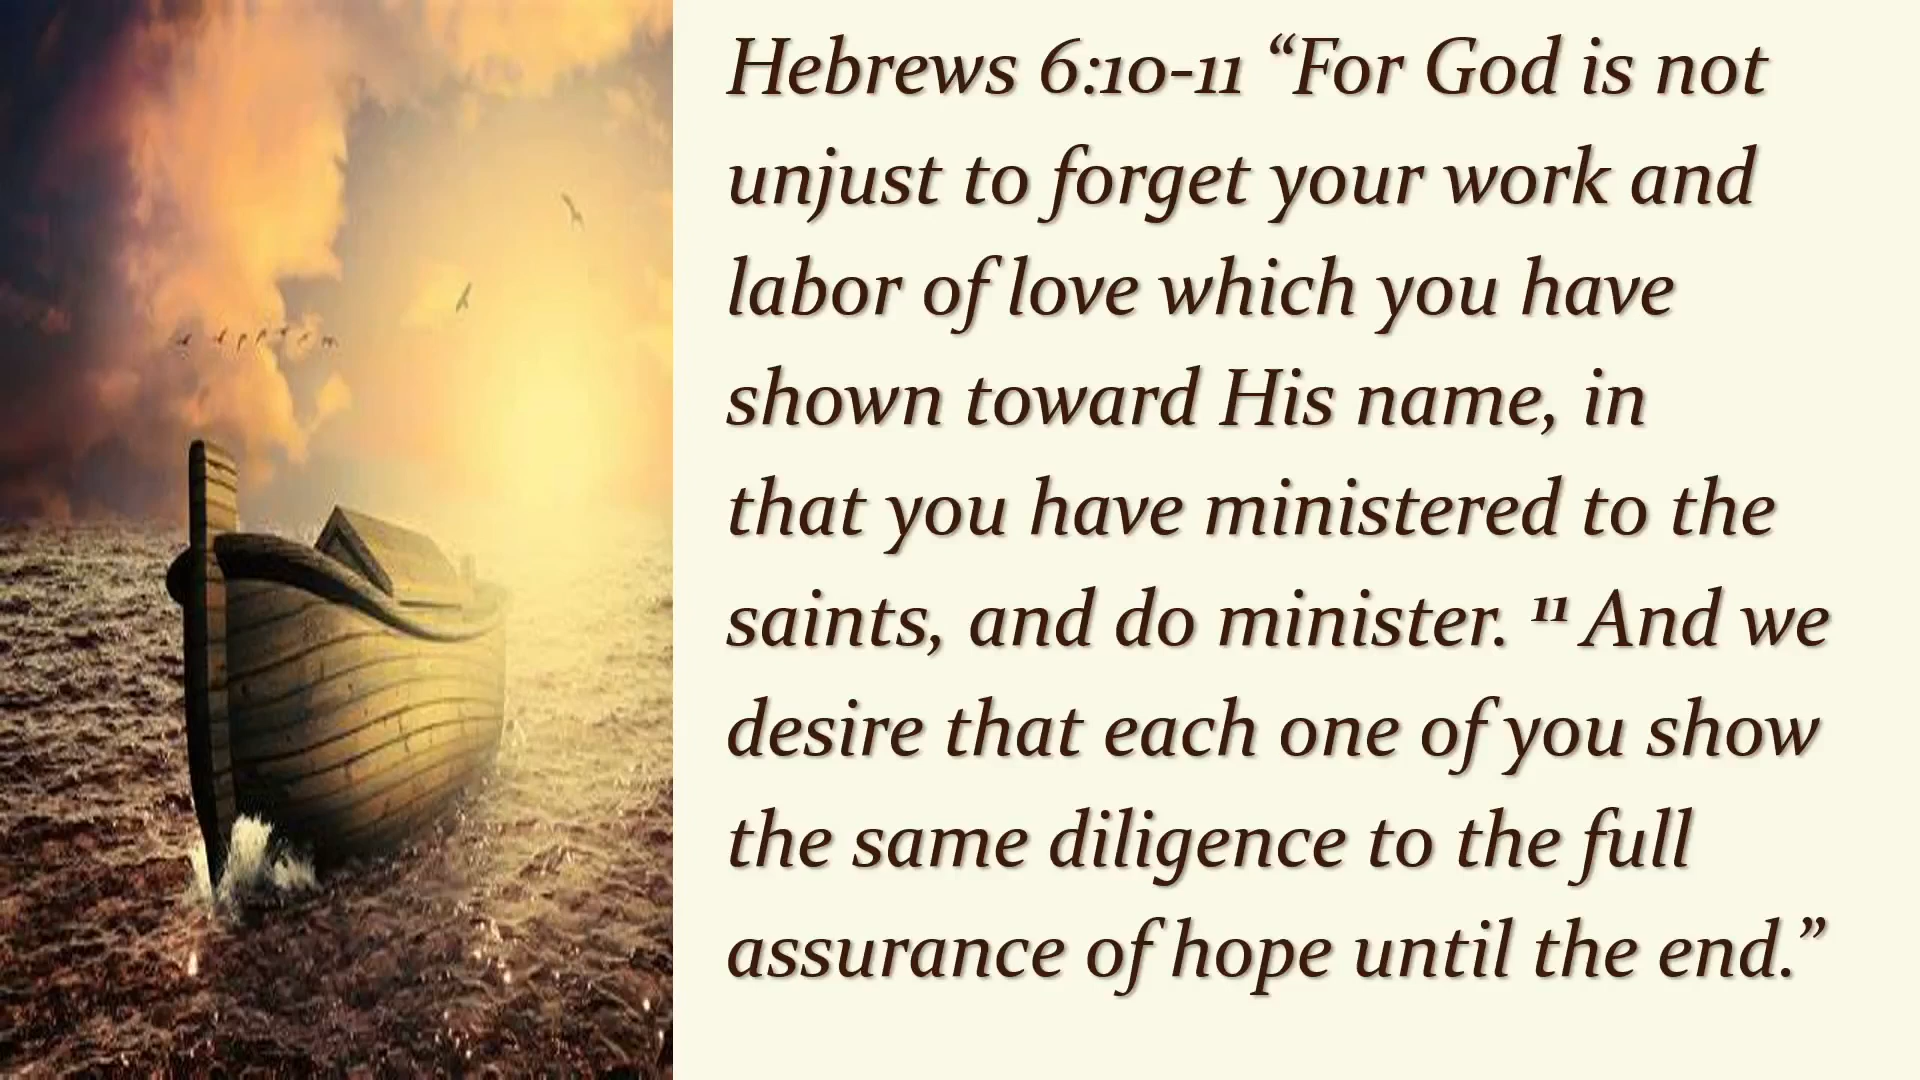 Hebrews 6:10-11 “For God is not
unjust to forget your work and
labor of love which you have
shown toward His name, in
that you have ministered to the
saints, and do minister. ¹¹ And we
desire that each one of you show
the same diligence to the full
assurance of hope until the end.”